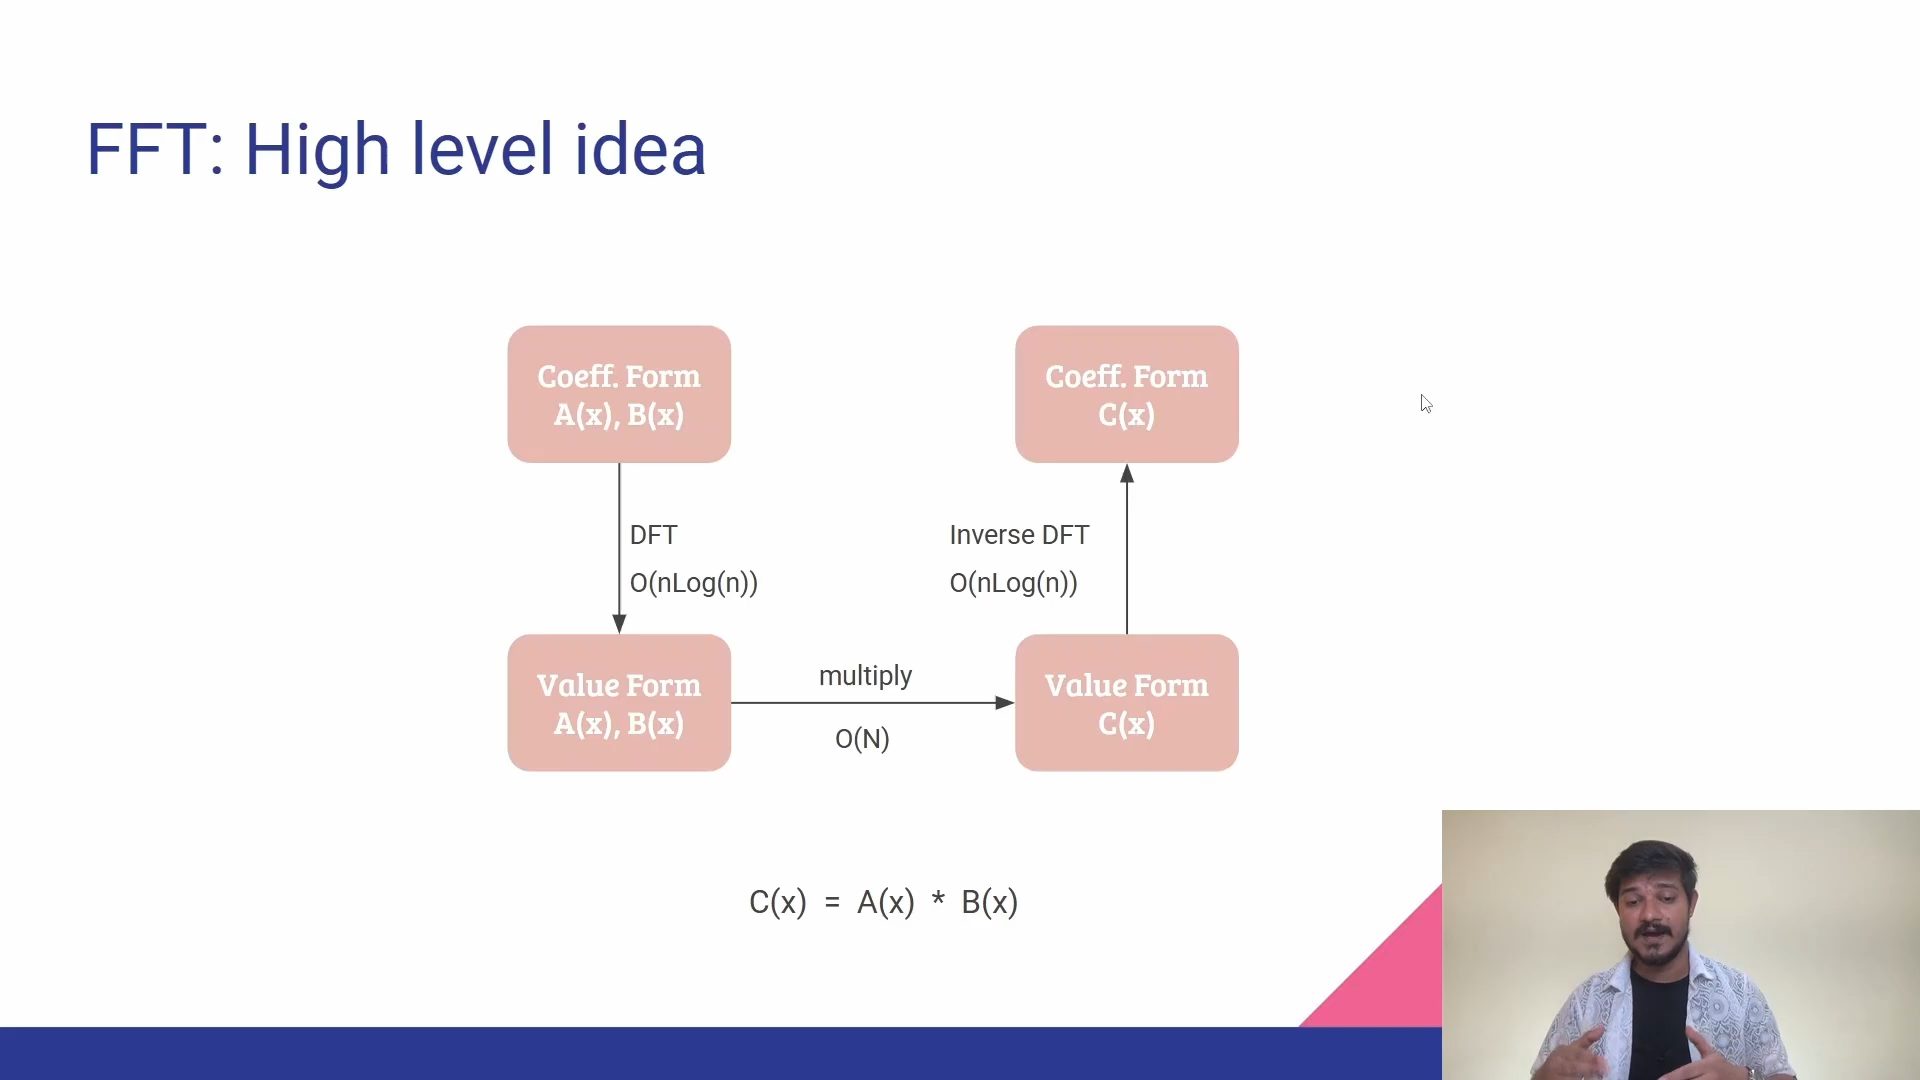 FFT: High level idea
Coeff. Form
A(x), B(x)
Coeff. Form
C(x)
DFT
O(nLog(n))
Inverse DFT
O(nLog(n))
Value Form
A(x), B(x)
multiply
O(N)
Value Form
C(x)
C(x) = A(x) * B(x)